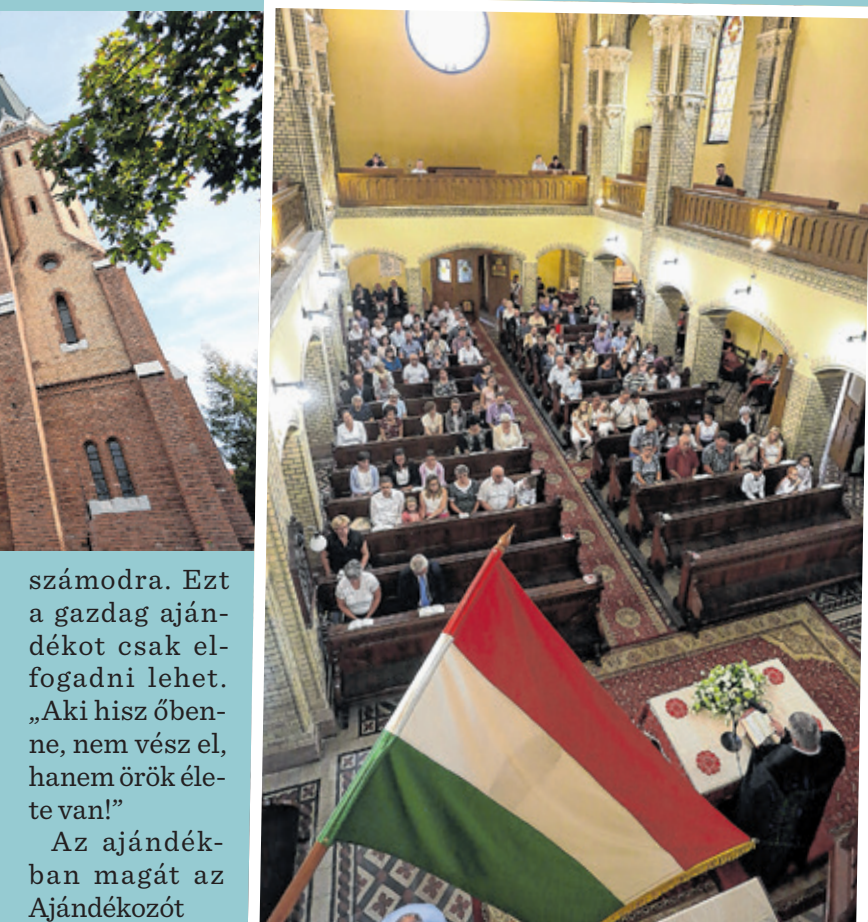 számodra. Ezt
a gazdag aján-
dékot csak el-
fogadni lehet.
„Aki hisz őben-
ne, nem vész el,
hanem örök éle-
te van!”
Az ajándék-
ban magát az
Ajándékozót